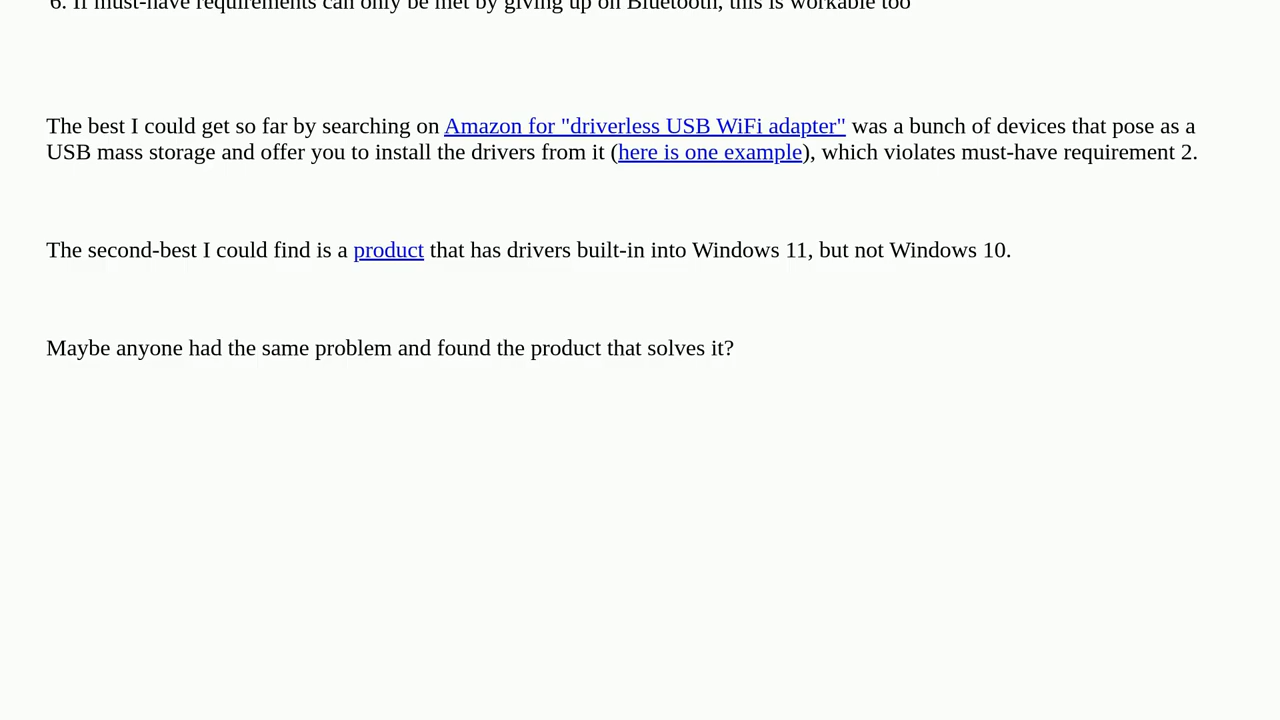 6. If must-have requirements can only be met by giving up on Bluetooth, this is workable too
The best I could get so far by searching on Amazon for "driverless USB WiFi adapter" was a bunch of devices that pose as a
USB mass storage and offer you to install the drivers from it (here is one example), which violates must-have requirement 2.
The second-best I could find is a product that has drivers built-in into Windows 11, but not Windows 10.
Maybe anyone had the same problem and found the product that solves it?